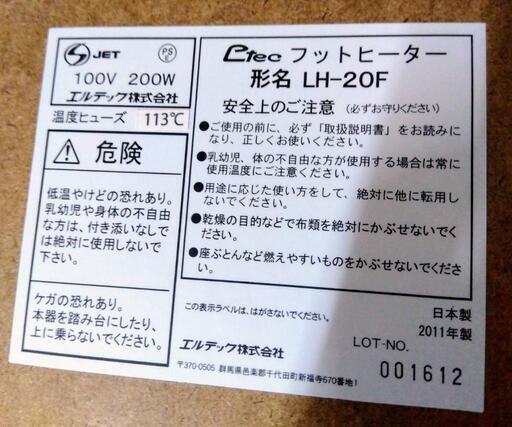 JET
PS
E
100V 200W
エルテック株式会社
温度ヒューズ 113℃
危険
低温やけどの恐れあり。
乳幼児や身体の不自由
な方は、付き添いなしで
は絶対に使用しないで
下さい。
ケガの恐れあり。
本器を踏み台にしたり、
上に乗らないでください。
eLtec フットヒーター
形名 LH-20F
安全上のご注意 (必ずお守りください)
●ご使用の前に、必ず「取扱説明書」をお読みに
なり、正しくお使いください。
●乳幼児、体の不自由な方が使用する場合は常に
使用温度にご注意ください。
●用途に応じた使い方をして、絶対に他に転用し
ないでください。
●乾燥の目的などで布類を絶対にかぶせないでくだ
さい。
●座ぶとんなど燃えやすいものをかぶせないでくださ
い。
この表示ラベルは、はがさないでください。
日本製
2011年製
エルテック株式会社
LOT-NO.
001612
〒370-0505 群馬県邑楽郡千代田町新福寺670番地1